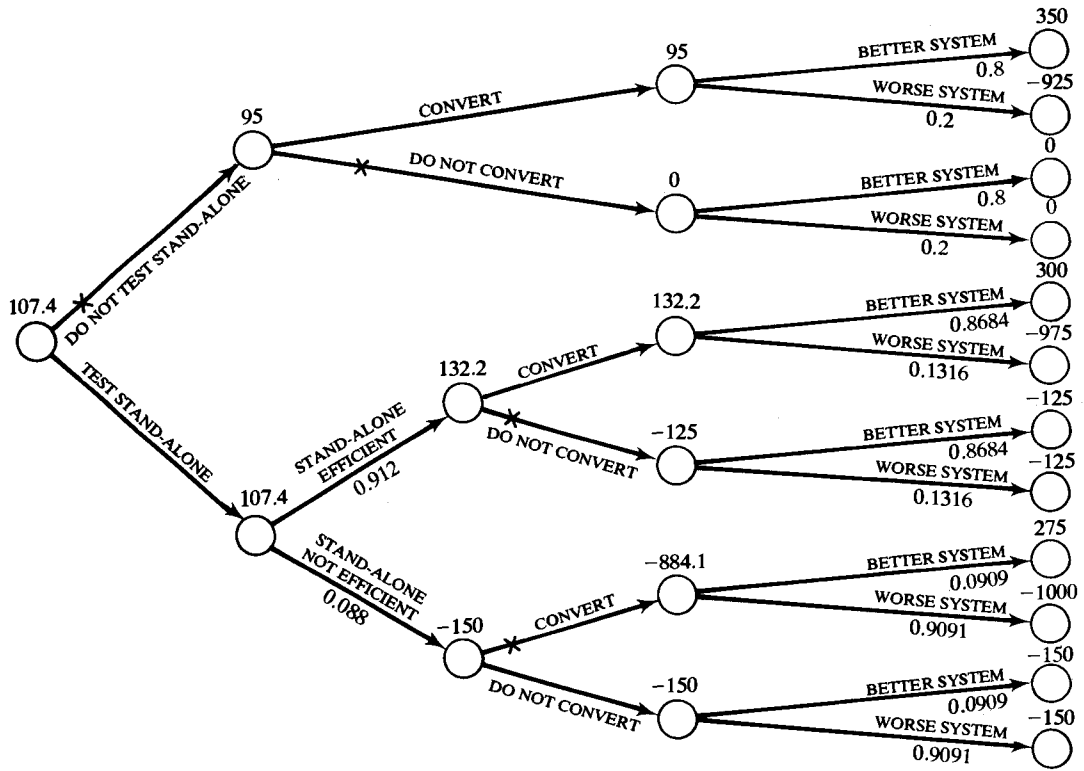 350
BETTER SYSTEM
0.8
95
-925
CONVERT
WORSE SYSTEM
0.2
95
0
DO NOT CONVERT
BETTER SYSTEM
0.8
0
0
WORSE SYSTEM
0.2
DO NOT TEST STAND-ALONE
107.4
300
BETTER SYSTEM
0.8684
132.2
-975
CONVERT
WORSE SYSTEM
0.1316
132.2
-125
DO NOT CONVERT
BETTER SYSTEM
0.8684
-125
-125
WORSE SYSTEM
0.1316
TEST STAND-ALONE
STAND-ALONE
EFFICIENT
0.912
107.4
275
BETTER SYSTEM
0.0909
-884.1
-1000
STAND-ALONE
NOT EFFICIENT
0.088
CONVERT
WORSE SYSTEM
0.9091
-150
-150
DO NOT CONVERT
BETTER SYSTEM
0.0909
-150
-150
WORSE SYSTEM
0.9091